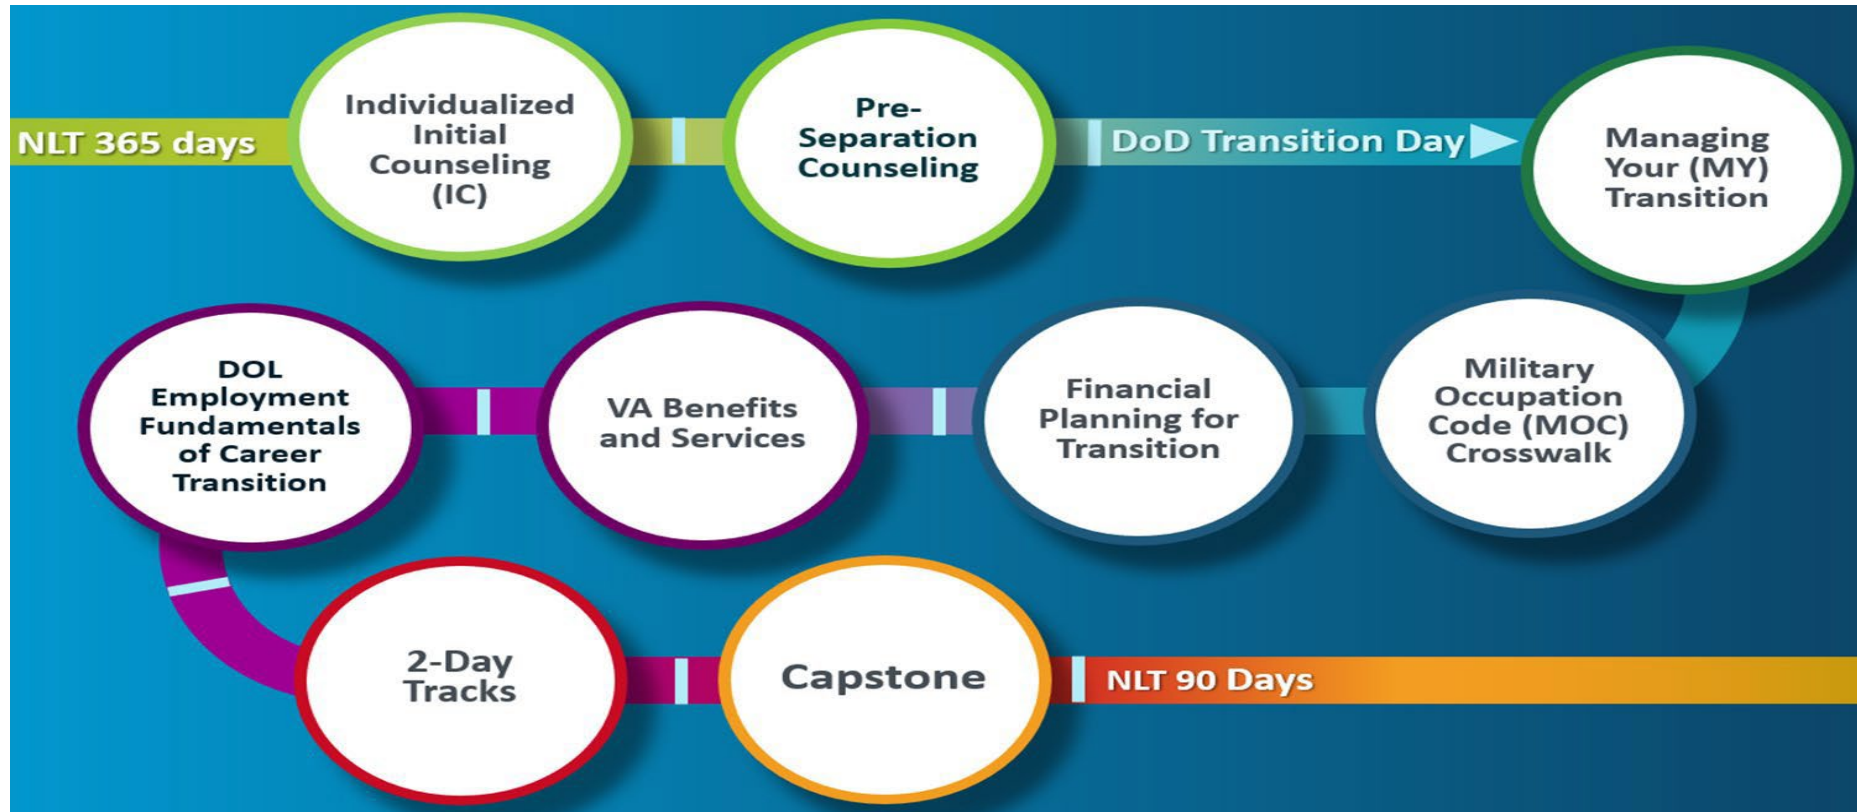 NLT 365 days
Individualized
Initial
Counseling
(IC)
Pre-
Separation
Counseling
DoD Transition Day
Managing
Your (MY)
Transition
Military
Occupation
Code (MOC)
Crosswalk
Financial
Planning for
Transition
VA Benefits
and Services
DOL
Employment
Fundamentals
of Career
Transition
2-Day
Tracks
Capstone
NLT 90 Days